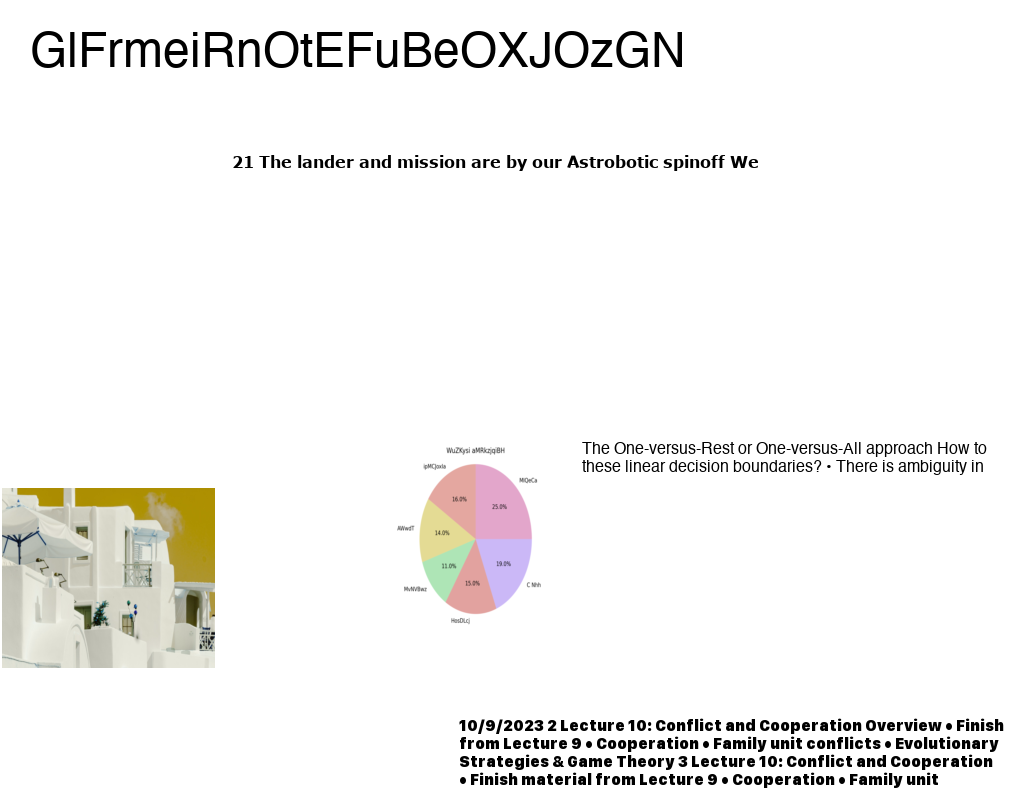 GlFrmeiRnOtEFuBeOXJOzGN
21 The lander and mission are by our Astrobotic spinoff We
The One-versus-Rest or One-versus-All approach How to
these linear decision boundaries? • There is ambiguity in
WuZKysi aMRkzjqiBH
ipMCJoxla
MlQeCa
16.0%
25.0%
AWwdT
14.0%
11.0%
19.0%
15.0%
MvNVBwz
C Nhh
HosDLcj
10/9/2023 2 Lecture 10: Conflict and Cooperation Overview • Finish
from Lecture 9 • Cooperation • Family unit conflicts • Evolutionary
Strategies & Game Theory 3 Lecture 10: Conflict and Cooperation
• Finish material from Lecture 9 • Cooperation • Family unit